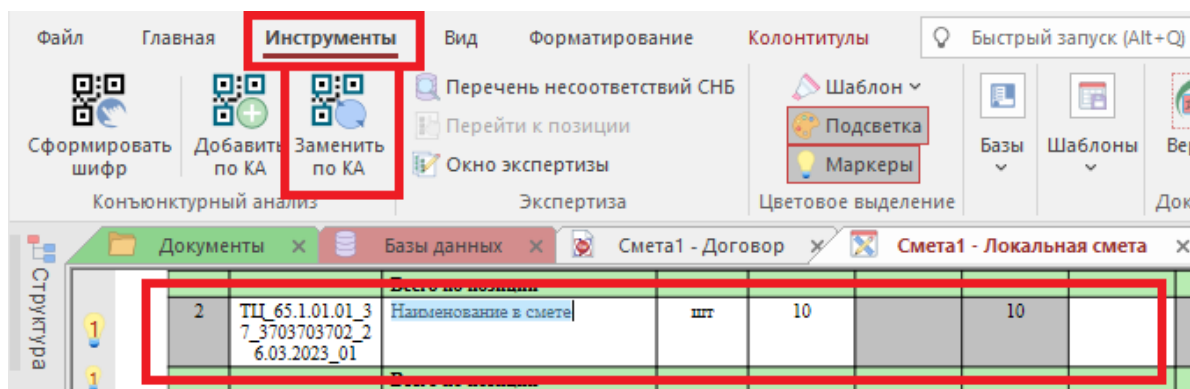 Файл Главная Инструменты Вид Форматирование Колонтитулы Быстрый запуск (Alt+Q)
Сформировать шифр
Добавить по КА
Заменить по КА
Конъюнктурный анализ
Перечень несоответствий СНБ
Перейти к позиции
Окно экспертизы
Экспертиза
Шаблон
Подсветка
Маркеры
Цветовое выделение
Базы
Шаблоны
Структура
Документы × Базы данных × Смета1 - Договор × Смета1 - Локальная смета ×
1
2
ТЦ_65.1.01.01_3
7_3703703702_2
6.03.2023_01
Наименование в смете
шт
10
10
1